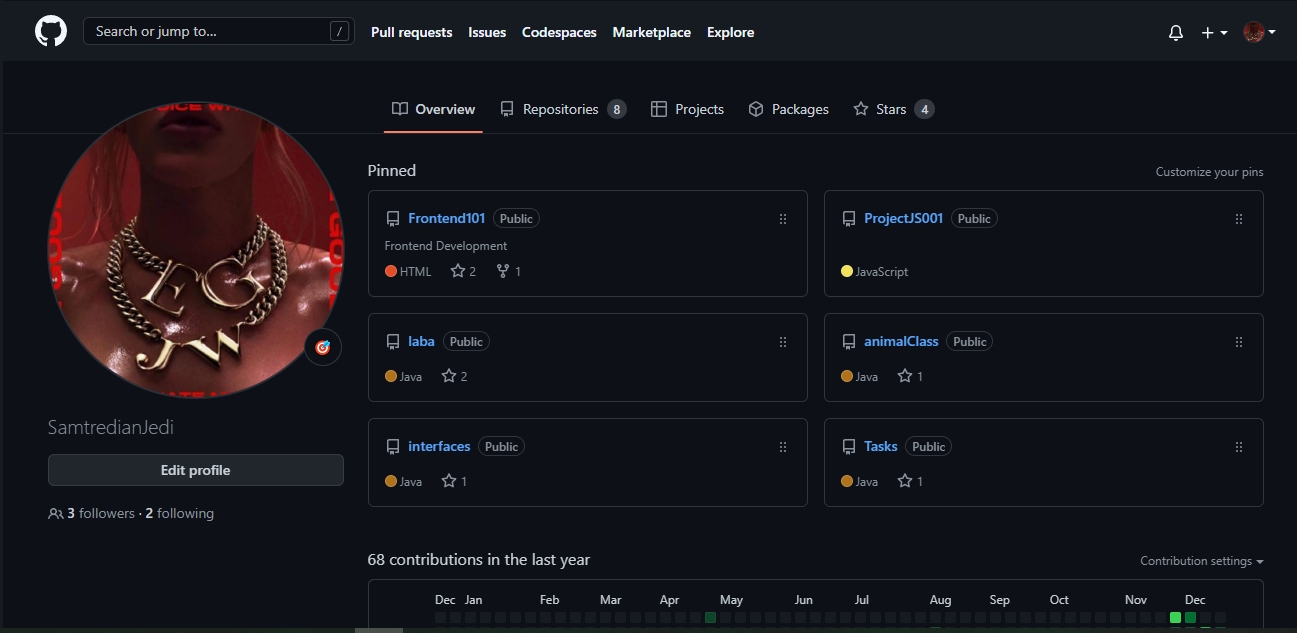 Search or jump to... /
Pull requests Issues Codespaces Marketplace Explore
Overview Repositories 8 Projects Packages Stars 4
EG
JW
SamtredianJedi
Edit profile
3 followers · 2 following
Pinned
Customize your pins
Frontend101 Public
Frontend Development
HTML 2 1
ProjectJS001 Public
JavaScript
laba Public
Java 2
animalClass Public
Java 1
interfaces Public
Java 1
Tasks Public
Java 1
68 contributions in the last year
Contribution settings
Dec Jan Feb Mar Apr May Jun Jul Aug Sep Oct Nov Dec